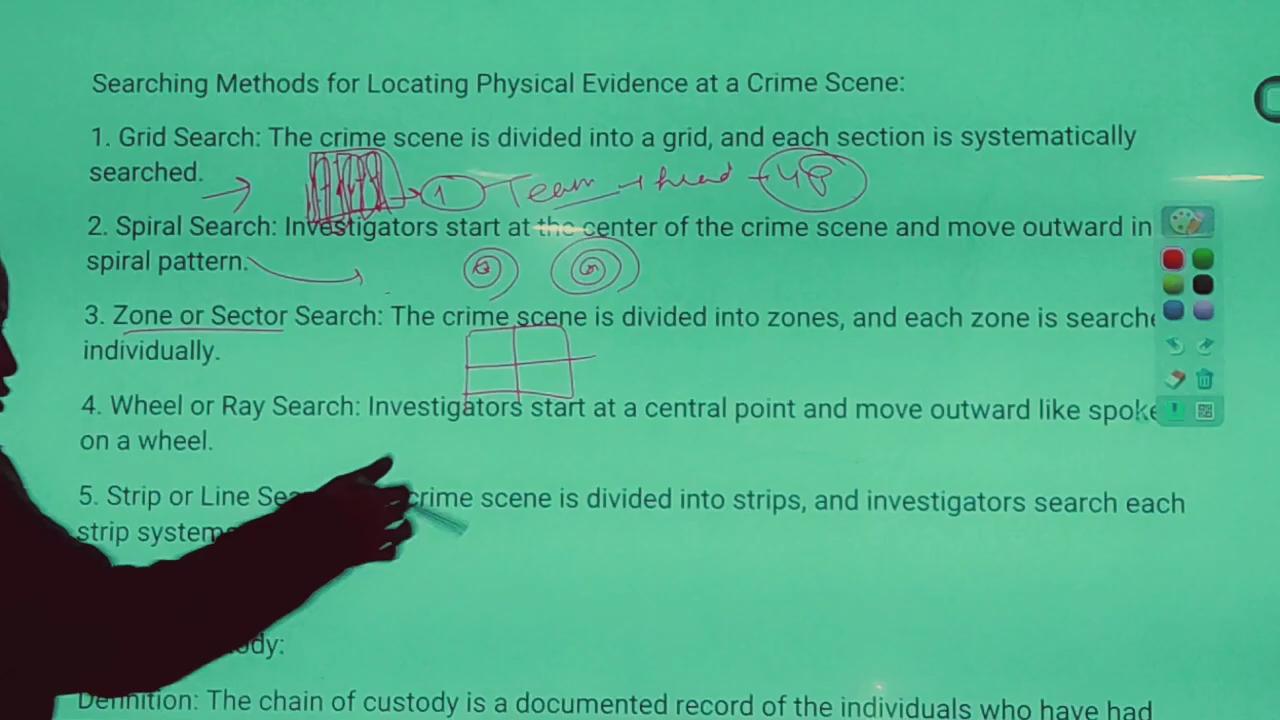 Searching Methods for Locating Physical Evidence at a Crime Scene:
1. Grid Search: The crime scene is divided into a grid, and each section is systematically
searched.
1 Team head
2. Spiral Search: Investigators start at the center of the crime scene and move outward in
spiral pattern.
3. Zone or Sector Search: The crime scene is divided into zones, and each zone is searche
individually.
4. Wheel or Ray Search: Investigators start at a central point and move outward like spoke
on a wheel.
5. Strip or Line Sea crime scene is divided into strips, and investigators search each
strip system
dy:
Definition: The chain of custody is a documented record of the individuals who have had